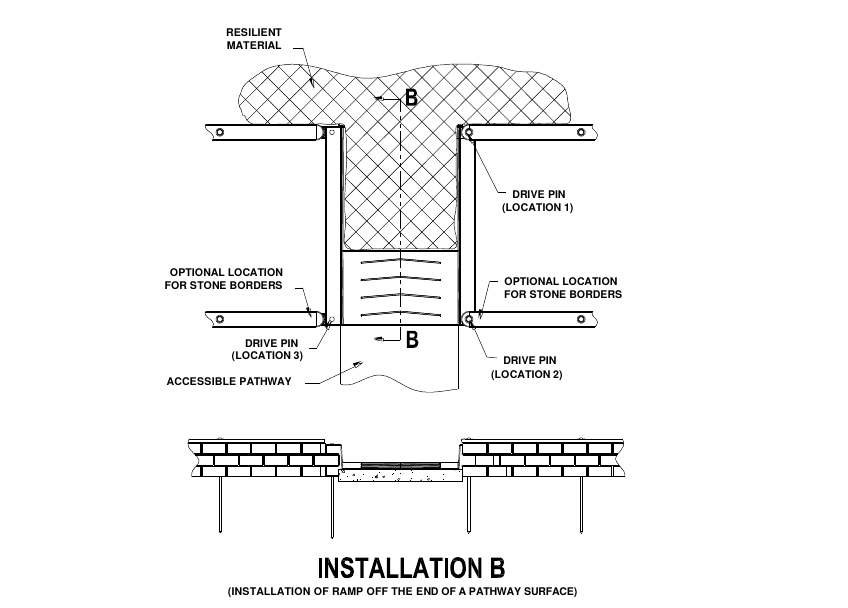 RESILIENT
MATERIAL
B
DRIVE PIN
(LOCATION 1)
OPTIONAL LOCATION
FOR STONE BORDERS
OPTIONAL LOCATION
FOR STONE BORDERS
DRIVE PIN
(LOCATION 3)
B
DRIVE PIN
(LOCATION 2)
ACCESSIBLE PATHWAY
INSTALLATION B
(INSTALLATION OF RAMP OFF THE END OF A PATHWAY SURFACE)